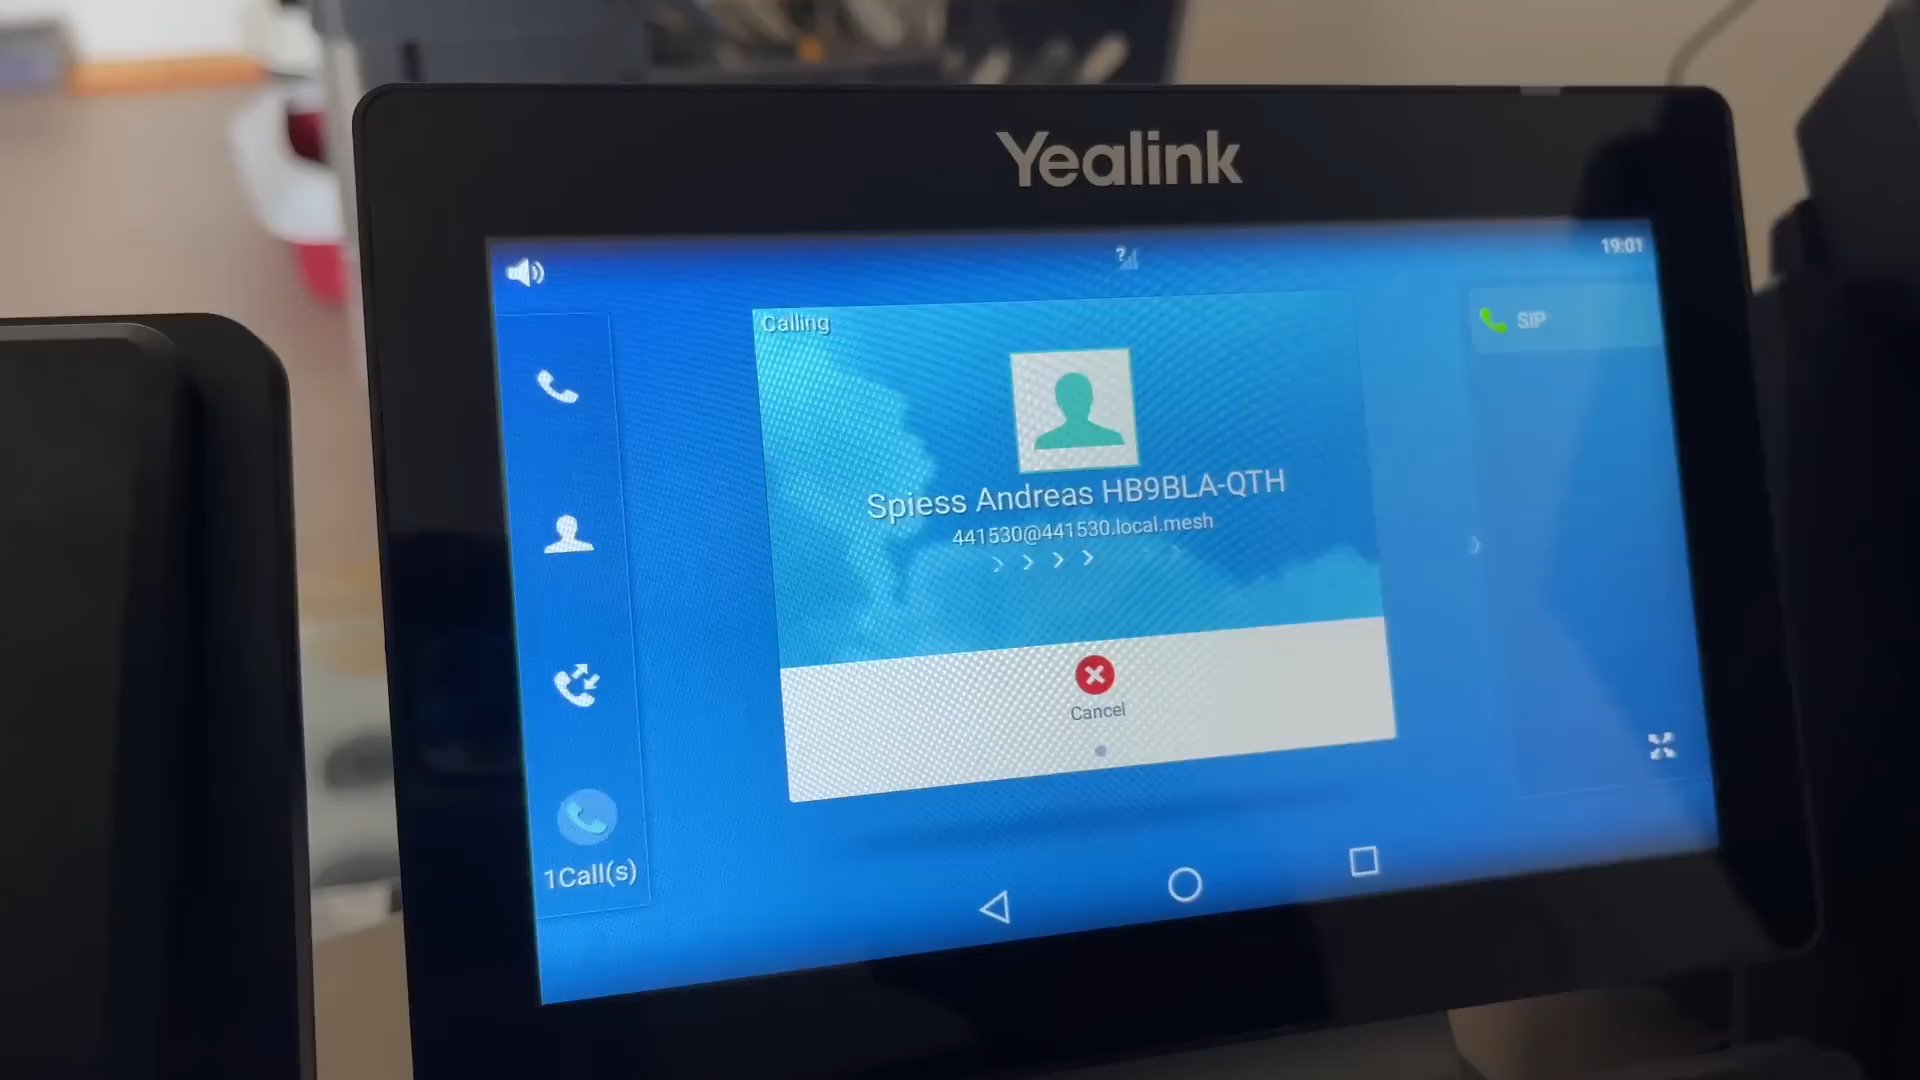 Yealink
19:01
Calling
SIP
Spiess Andreas HB9BLA-QTH
441530@441530.local.mesh
Cancel
1Call(s)